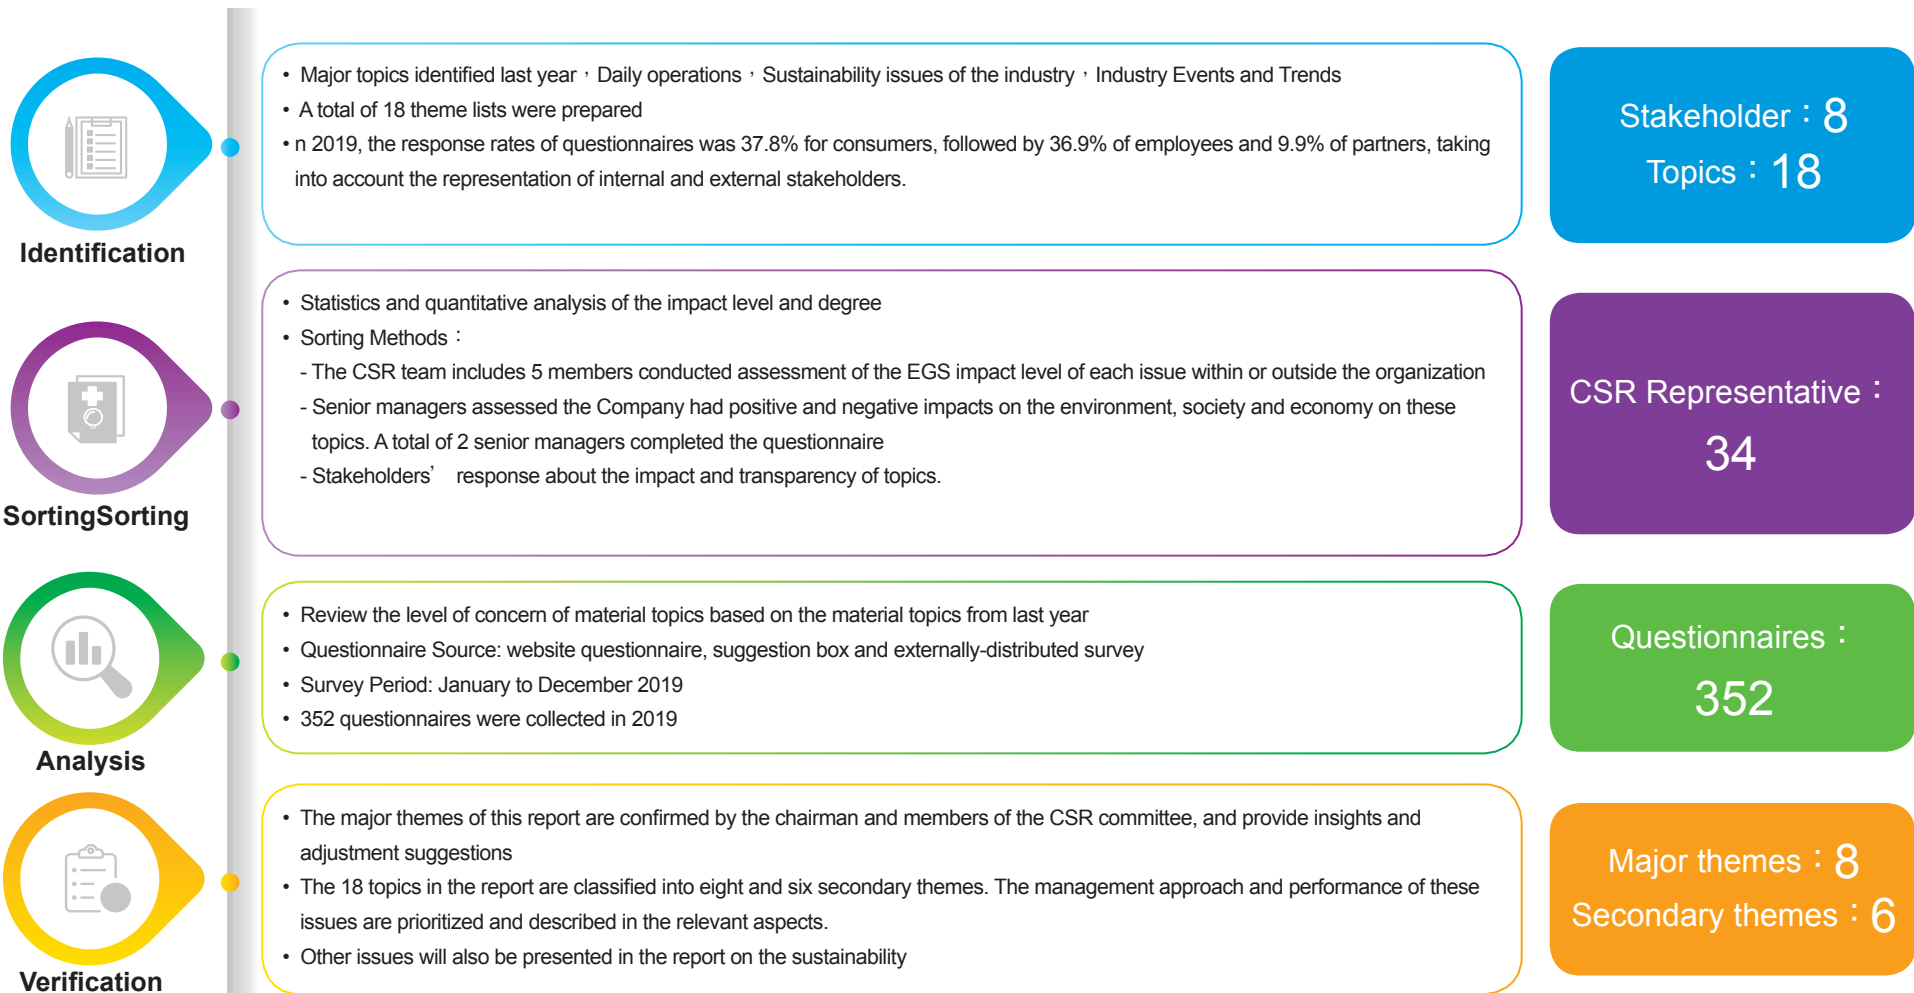 • Major topics identified last year，Daily operations，Sustainability issues of the industry，Industry Events and Trends
• A total of 18 theme lists were prepared
• n 2019, the response rates of questionnaires was 37.8% for consumers, followed by 36.9% of employees and 9.9% of partners, taking
into account the representation of internal and external stakeholders.
Stakeholder：8
Topics：18
Identification
• Statistics and quantitative analysis of the impact level and degree
• Sorting Methods：
- The CSR team includes 5 members conducted assessment of the EGS impact level of each issue within or outside the organization
- Senior managers assessed the Company had positive and negative impacts on the environment, society and economy on these
topics. A total of 2 senior managers completed the questionnaire
- Stakeholders’ response about the impact and transparency of topics.
CSR Representative：
34
SortingSorting
• Review the level of concern of material topics based on the material topics from last year
• Questionnaire Source: website questionnaire, suggestion box and externally-distributed survey
• Survey Period: January to December 2019
• 352 questionnaires were collected in 2019
Questionnaires：
352
Analysis
• The major themes of this report are confirmed by the chairman and members of the CSR committee, and provide insights and
adjustment suggestions
• The 18 topics in the report are classified into eight and six secondary themes. The management approach and performance of these
issues are prioritized and described in the relevant aspects.
• Other issues will also be presented in the report on the sustainability
Major themes：8
Secondary themes：6
Verification